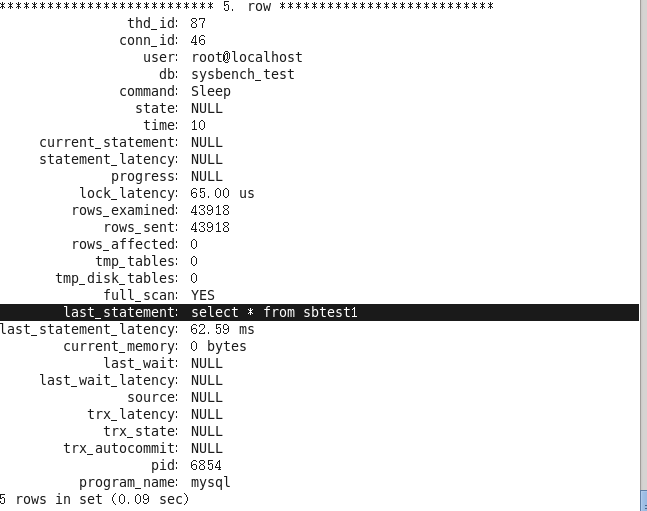 *************************** 5. row ***************************
thd_id: 87
conn_id: 46
user: root@localhost
db: sysbench_test
command: Sleep
state: NULL
time: 10
current_statement: NULL
statement_latency: NULL
progress: NULL
lock_latency: 65.00 us
rows_examined: 43918
rows_sent: 43918
rows_affected: 0
tmp_tables: 0
tmp_disk_tables: 0
full_scan: YES
last_statement: select * from sbtest1
last_statement_latency: 62.59 ms
current_memory: 0 bytes
last_wait: NULL
last_wait_latency: NULL
source: NULL
trx_latency: NULL
trx_state: NULL
trx_autocommit: NULL
pid: 6854
program_name: mysql
5 rows in set (0.09 sec)